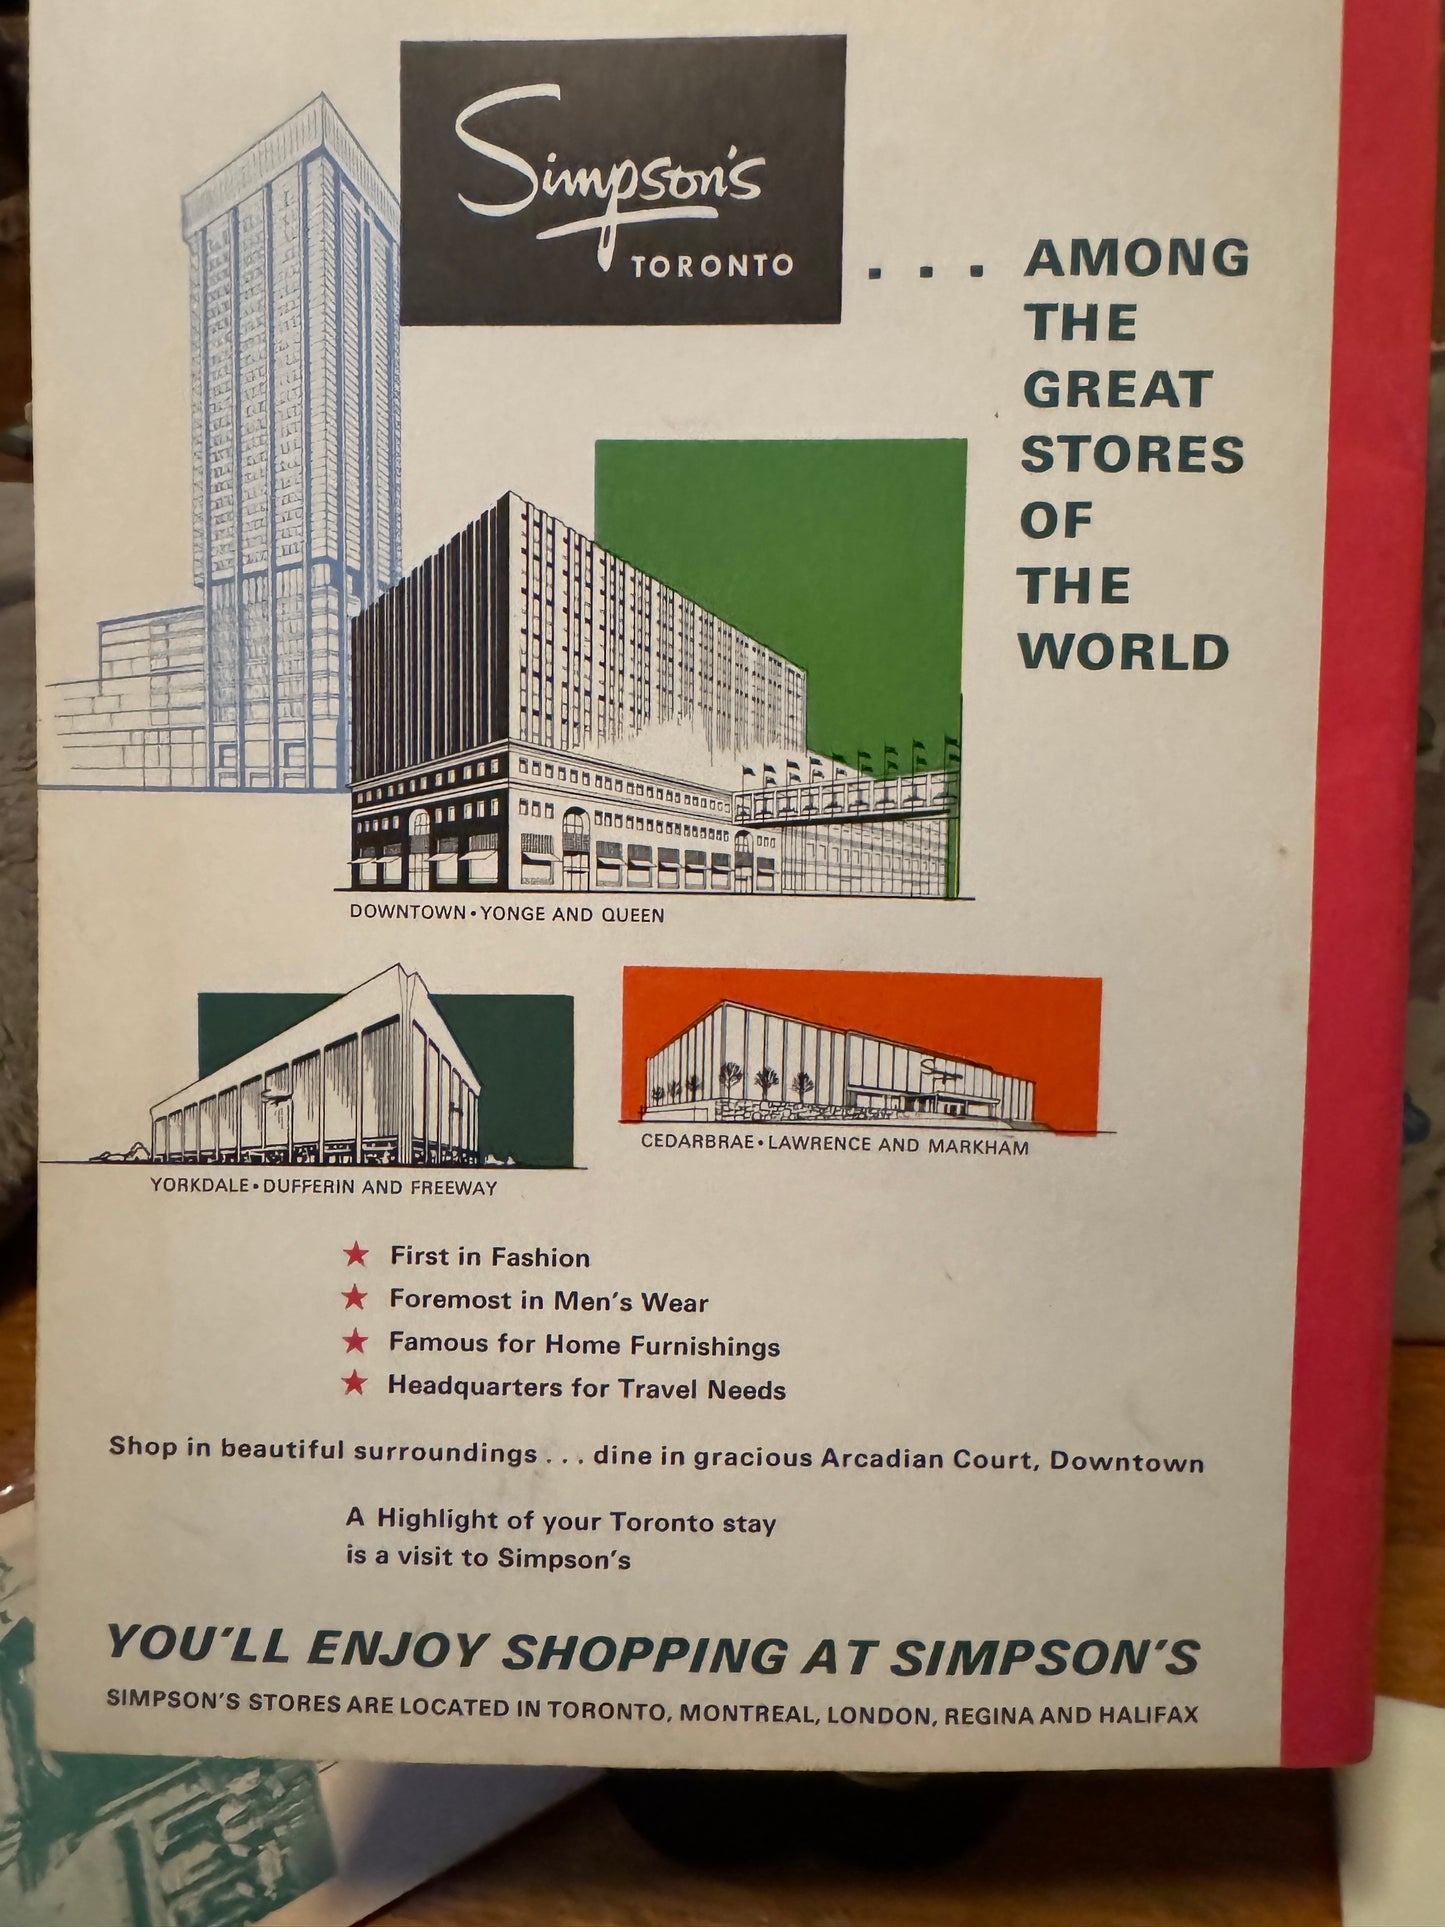 Simpson's
TORONTO
. . . AMONG
THE
GREAT
STORES
OF
THE
WORLD
DOWNTOWN • YONGE AND QUEEN
YORKDALE • DUFFERIN AND FREEWAY
CEDARBRAE • LAWRENCE AND MARKHAM
★ First in Fashion
★ Foremost in Men's Wear
★ Famous for Home Furnishings
★ Headquarters for Travel Needs
Shop in beautiful surroundings . . . dine in gracious Arcadian Court, Downtown
A Highlight of your Toronto stay
is a visit to Simpson's
YOU'LL ENJOY SHOPPING AT SIMPSON'S
SIMPSON'S STORES ARE LOCATED IN TORONTO, MONTREAL, LONDON, REGINA AND HALIFAX